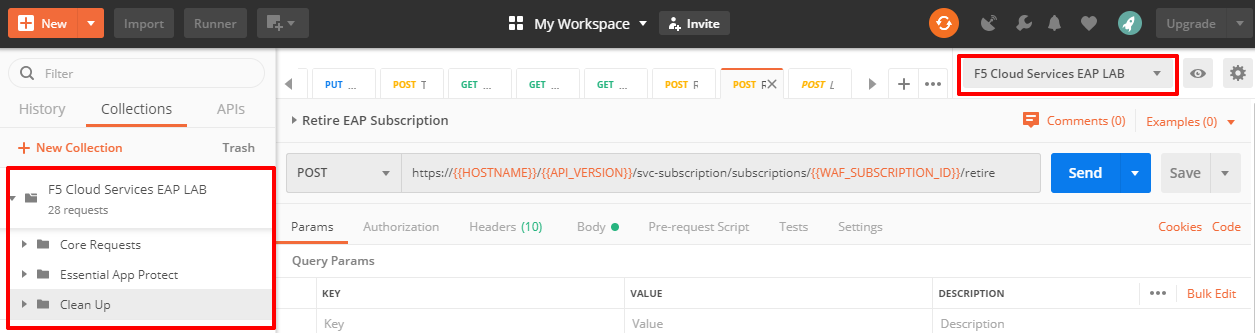 New Import Runner My Workspace Invite Upgrade
Filter
PUT ... POST T GET ... GET ... GET ... POST R POST R POST L
F5 Cloud Services EAP LAB
History Collections APIs
Retire EAP Subscription Comments (0) Examples (0)
New Collection Trash
POST https://{{HOSTNAME}}/{{API_VERSION}}/svc-subscription/subscriptions/{{WAF_SUBSCRIPTION_ID}}/retire Send Save
F5 Cloud Services EAP LAB
28 requests
Params Authorization Headers (10) Body Pre-request Script Tests Settings Cookies Code
Core Requests
Essential App Protect
Clean Up
Query Params
KEY VALUE DESCRIPTION Bulk Edit
Key Value Description